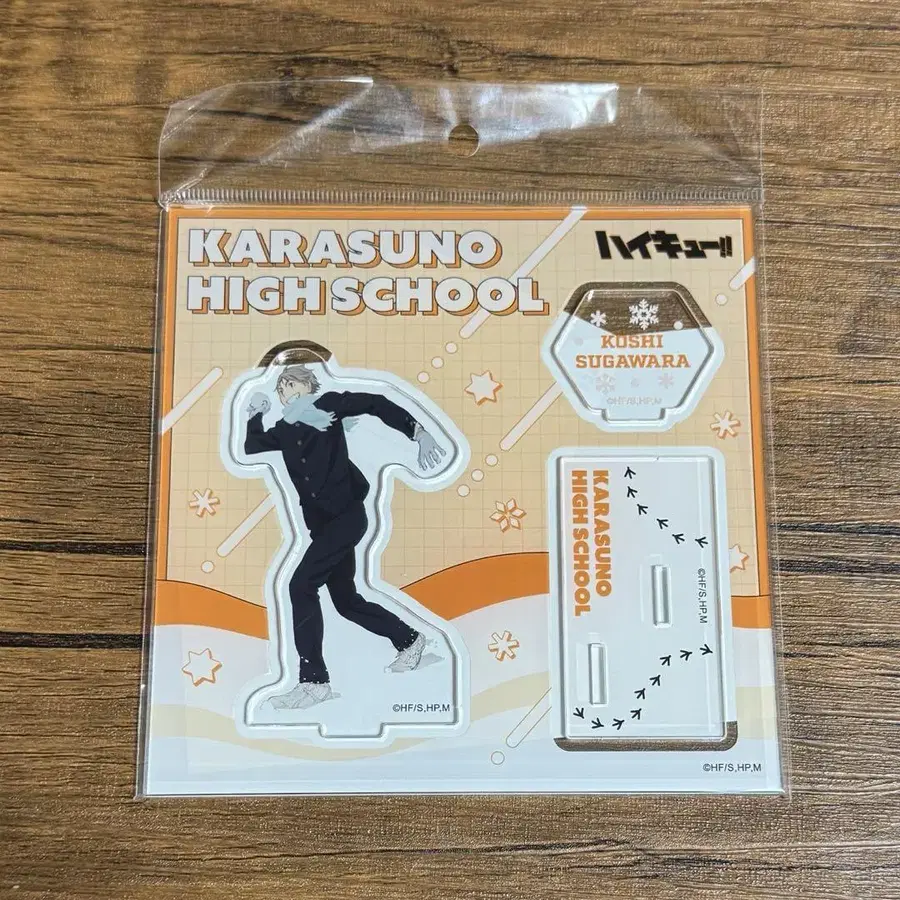 KARASUNO
HIGH SCHOOL
ハイキュー!!
KOSHI
SUGAWARA
©HF/S,HP,M
KARASUNO
HIGH SCHOOL
©HF/S,HP,M
©HF/S,HP,M
©HF/S,HP,M